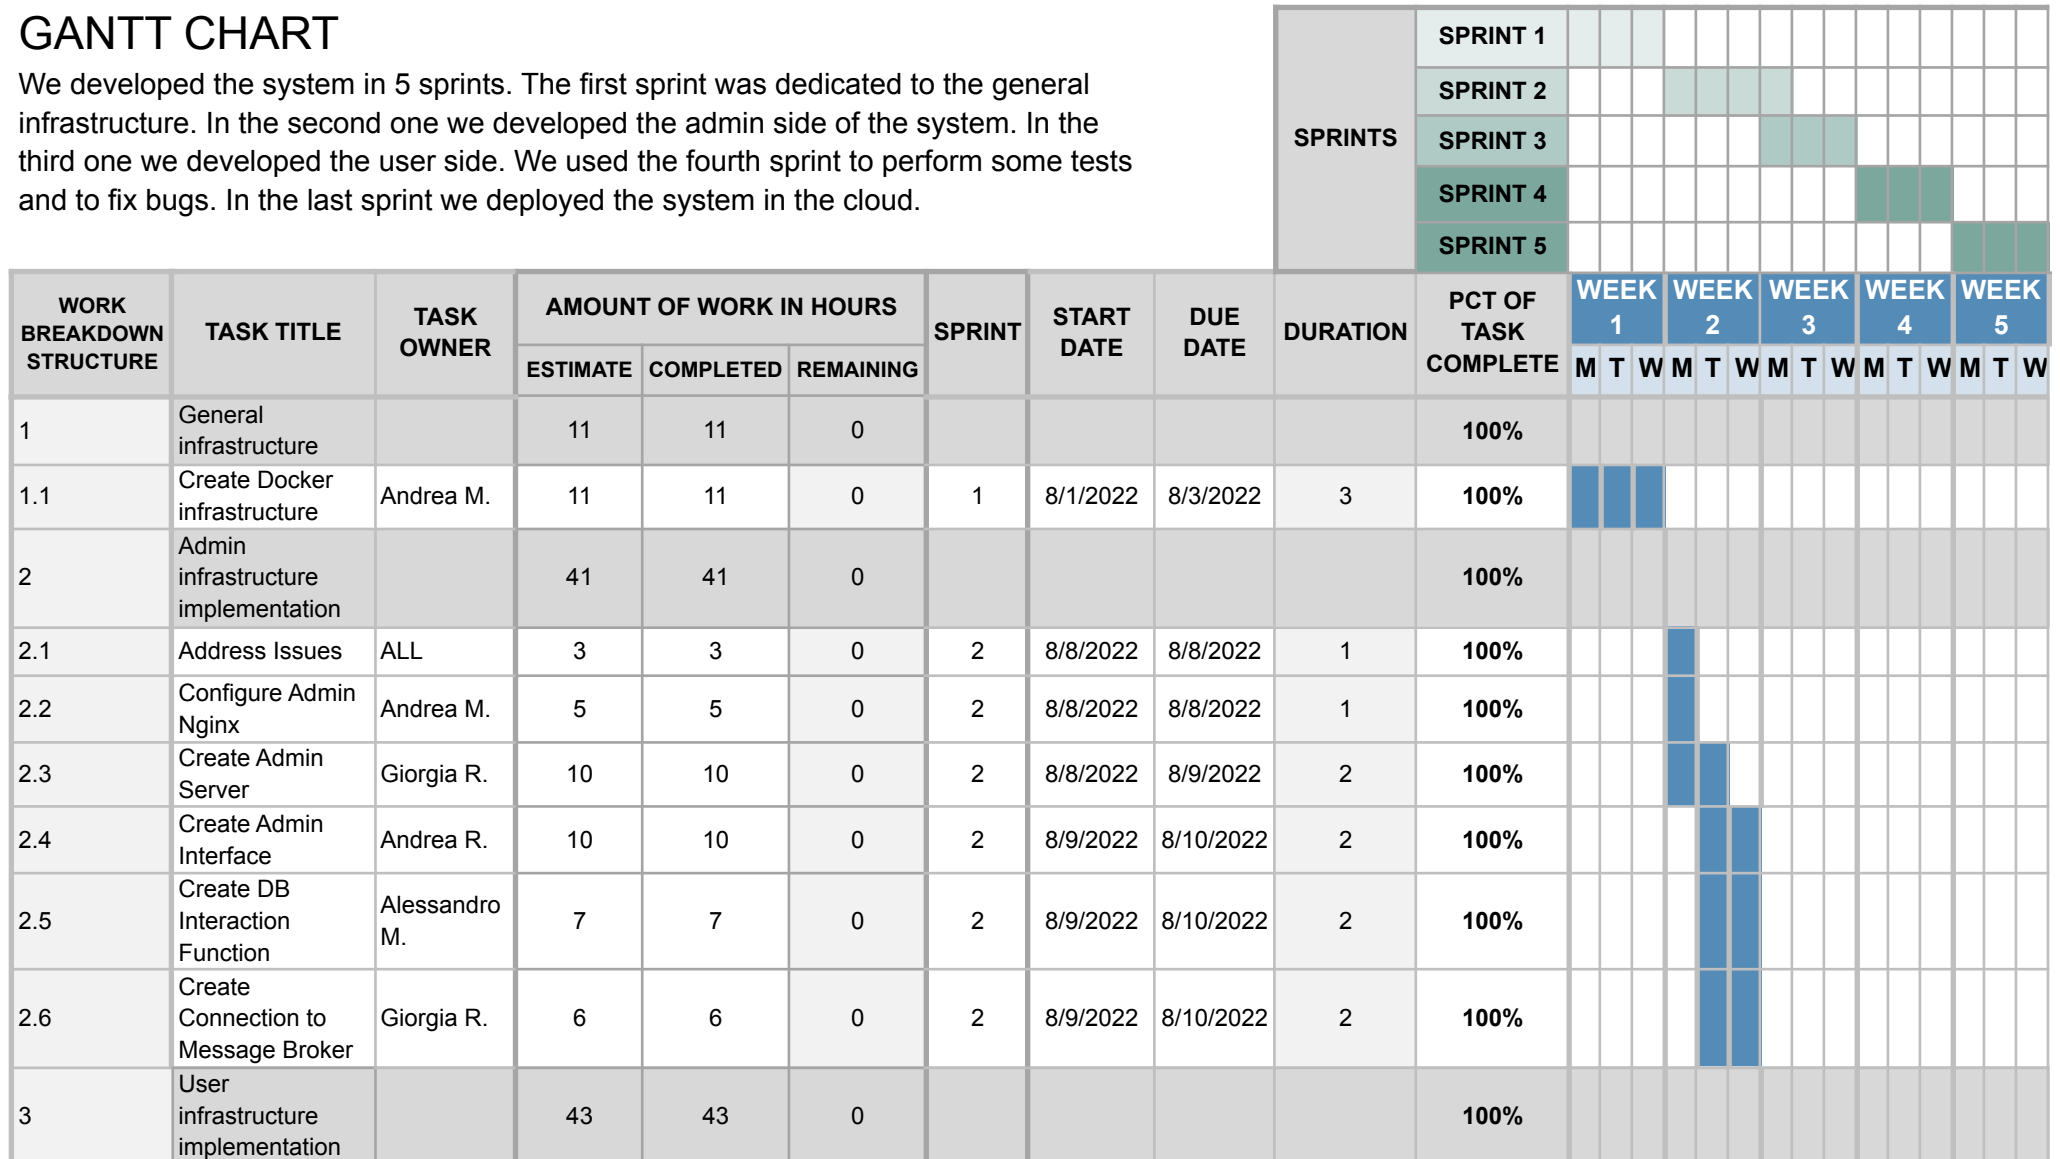 GANTT CHART
We developed the system in 5 sprints. The first sprint was dedicated to the general
infrastructure. In the second one we developed the admin side of the system. In the
third one we developed the user side. We used the fourth sprint to perform some tests
and to fix bugs. In the last sprint we deployed the system in the cloud.
SPRINTS
SPRINT 1
SPRINT 2
SPRINT 3
SPRINT 4
SPRINT 5
WORK
BREAKDOWN
STRUCTURE
TASK TITLE
TASK
OWNER
AMOUNT OF WORK IN HOURS
ESTIMATE COMPLETED REMAINING
SPRINT
START
DATE
DUE
DATE
DURATION
PCT OF
TASK
COMPLETE
WEEK
1
WEEK
2
WEEK
3
WEEK
4
WEEK
5
M T W M T W M T W M T W M T W
1
General
infrastructure
11 11 0 100%
1.1
Create Docker
infrastructure
Andrea M. 11 11 0 1 8/1/2022 8/3/2022 3 100%
2
Admin
infrastructure
implementation
41 41 0 100%
2.1 Address Issues ALL 3 3 0 2 8/8/2022 8/8/2022 1 100%
2.2
Configure Admin
Nginx
Andrea M. 5 5 0 2 8/8/2022 8/8/2022 1 100%
2.3
Create Admin
Server
Giorgia R. 10 10 0 2 8/8/2022 8/9/2022 2 100%
2.4
Create Admin
Interface
Andrea R. 10 10 0 2 8/9/2022 8/10/2022 2 100%
2.5
Create DB
Interaction
Function
Alessandro
M.
7 7 0 2 8/9/2022 8/10/2022 2 100%
2.6
Create
Connection to
Message Broker
Giorgia R. 6 6 0 2 8/9/2022 8/10/2022 2 100%
3
User
infrastructure
implementation
43 43 0 100%